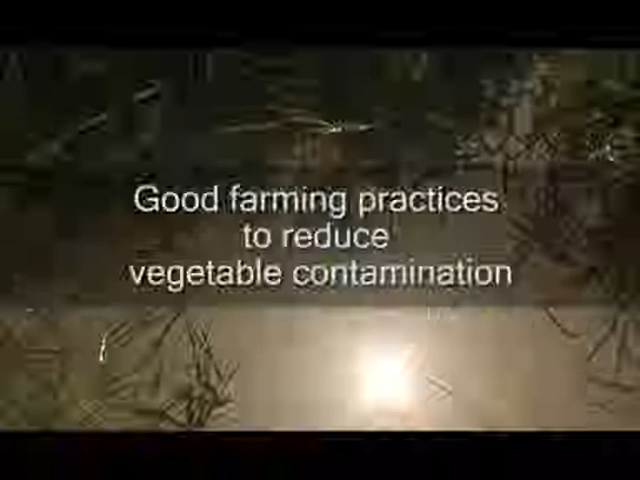 Good farming practices
to reduce
vegetable contamination